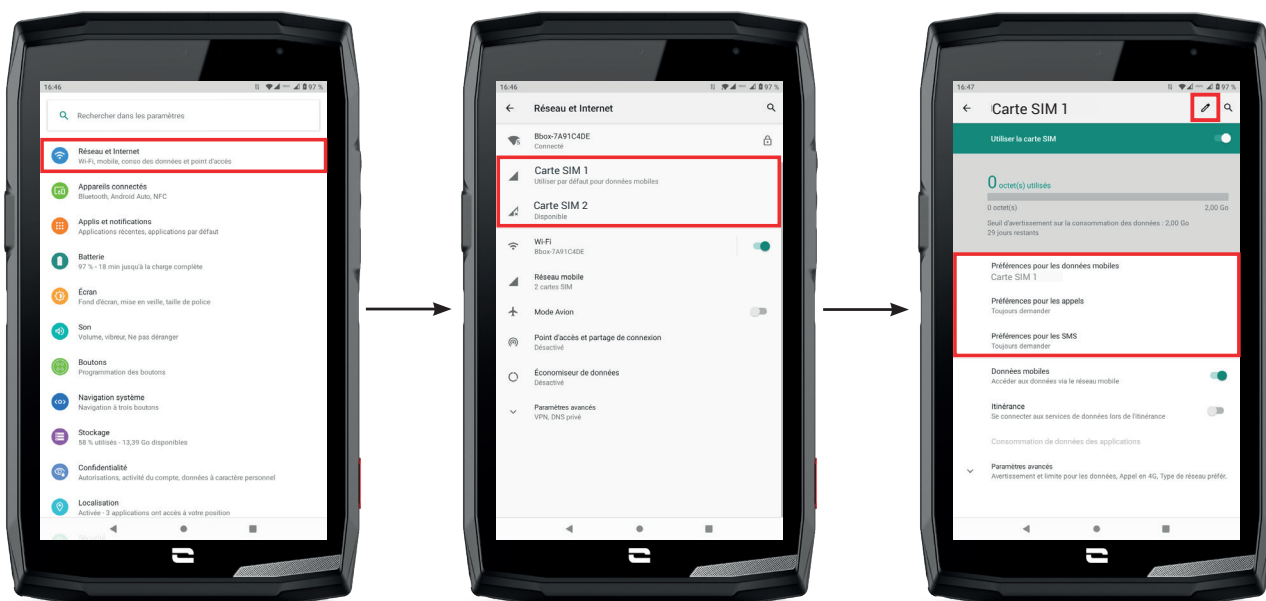 16:46
97 %
Rechercher dans les paramètres
Réseau et Internet
Wi-Fi, mobile, conso des données et point d'accès
Appareils connectés
Bluetooth, Android Auto, NFC
Applis et notifications
Applications récentes, applications par défaut
Batterie
97 % - 18 min jusqu'à la charge complète
Écran
Fond d'écran, mise en veille, taille de police
Son
Volume, vibreur, Ne pas déranger
Boutons
Programmation des boutons
Navigation système
Navigation à trois boutons
Stockage
58 % utilisés - 13,39 Go disponibles
Confidentialité
Autorisations, activité du compte, données à caractère personnel
Localisation
Activée - 3 applications ont accès à votre position
16:46
97 %
Réseau et Internet
Bbox-7A91C4DE
Connecté
Carte SIM 1
Utiliser par défaut pour données mobiles
Carte SIM 2
Disponible
Wi-Fi
Bbox-7A91C4DE
Réseau mobile
2 cartes SIM
Mode Avion
Point d'accès et partage de connexion
Désactivé
Économiseur de données
Désactivé
Paramètres avancés
VPN, DNS privé
16:47
97 %
Carte SIM 1
Utiliser la carte SIM
0 octet(s) utilisés
0 octet(s) 2,00 Go
Seuil d'avertissement sur la consommation des données : 2,00 Go
29 jours restants
Préférences pour les données mobiles
Carte SIM 1
Préférences pour les appels
Toujours demander
Préférences pour les SMS
Toujours demander
Données mobiles
Accéder aux données via le réseau mobile
Itinérance
Se connecter aux services de données lors de l'itinérance
Consommation de données des applications
Paramètres avancés
Avertissement et limite pour les données, Appel en 4G, Type de réseau préfér.